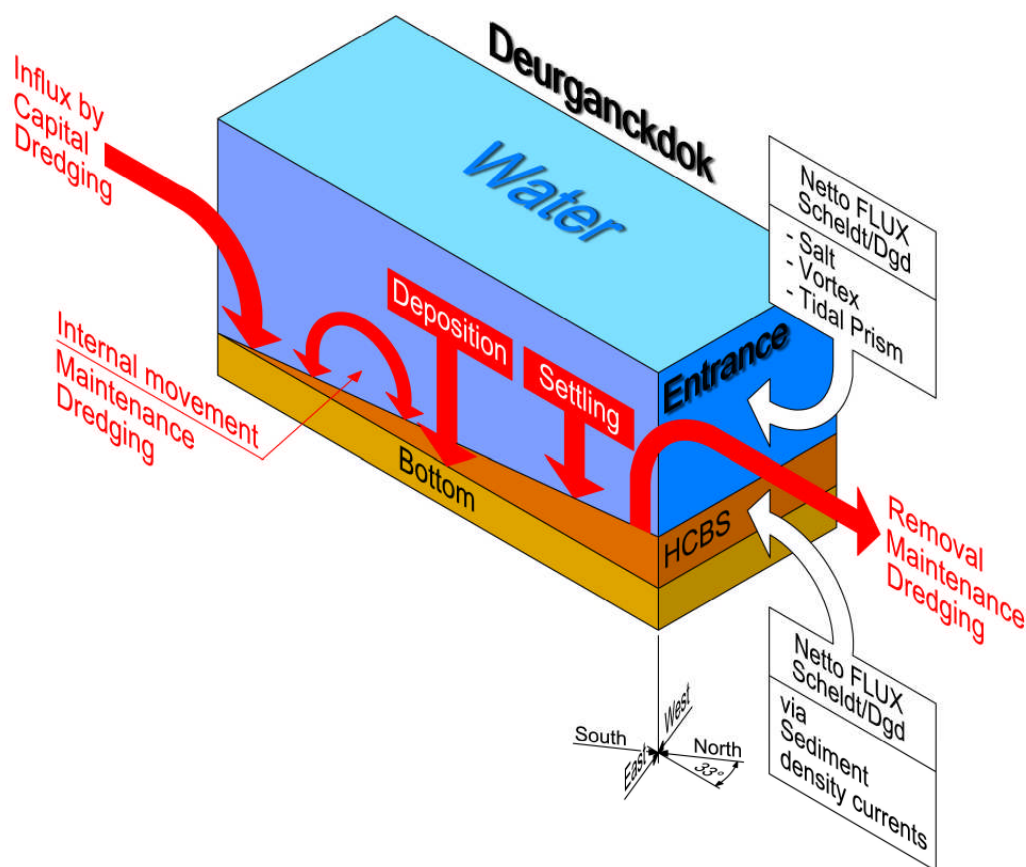 Deurganckdok
Water
Influx by
Capital
Dredging
Netto FLUX
Scheldt/Dgd
- Salt
- Vortex
- Tidal Prism
Deposition
Settling
Entrance
Internal movement
Maintenance
Dredging
Bottom
HCBS
Removal
Maintenance
Dredging
Netto FLUX
Scheldt/Dgd
via
Sediment
density currents
West
South
North
East
33°